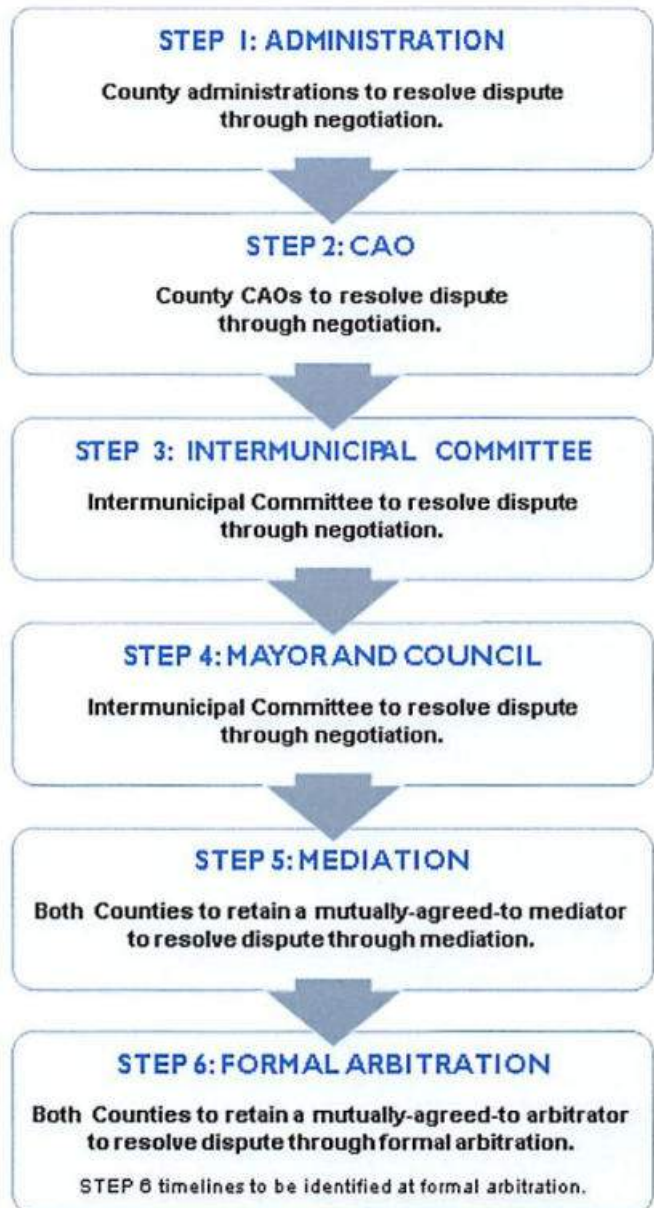 STEP 1: ADMINISTRATION
County administrations to resolve dispute
through negotiation.
STEP 2: CAO
County CAOs to resolve dispute
through negotiation.
STEP 3: INTERMUNICIPAL COMMITTEE
Intermunicipal Committee to resolve dispute
through negotiation.
STEP 4: MAYOR AND COUNCIL
Intermunicipal Committee to resolve dispute
through negotiation.
STEP 5: MEDIATION
Both Counties to retain a mutually-agreed-to mediator
to resolve dispute through mediation.
STEP 6: FORMAL ARBITRATION
Both Counties to retain a mutually-agreed-to arbitrator
to resolve dispute through formal arbitration.
STEP 6 timelines to be identified at formal arbitration.